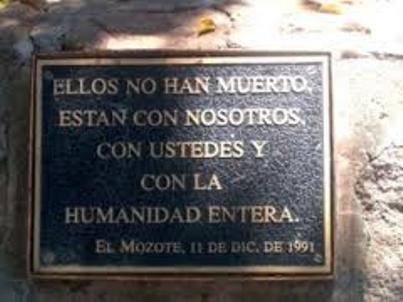 ELLOS NO HAN MUERTO,
ESTAN CON NOSOTROS,
CON USTEDES Y
CON LA
HUMANIDAD ENTERA.
EL MOZOTE, 11 DE DIC. DE 1991